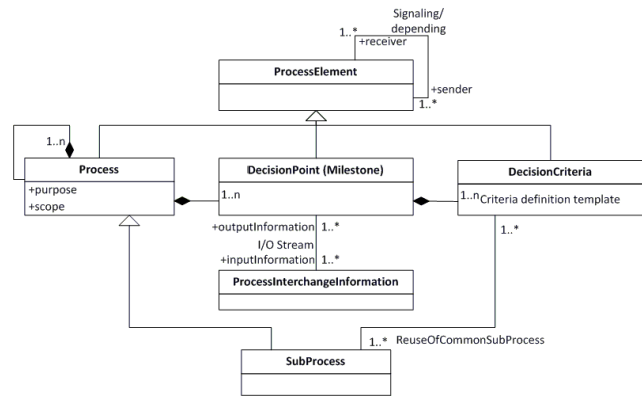 Signaling/
depending
1..*
+receiver
ProcessElement
+sender
1..*
1..n
Process
DecisionPoint (Milestone)
DecisionCriteria
+purpose
+scope
1..n
1..n
Criteria definition template
+outputInformation 1..*
I/O Stream
+inputInformation 1..*
1..*
ProcessInterchangeInformation
1..* ReuseOfCommonSubProcess
SubProcess